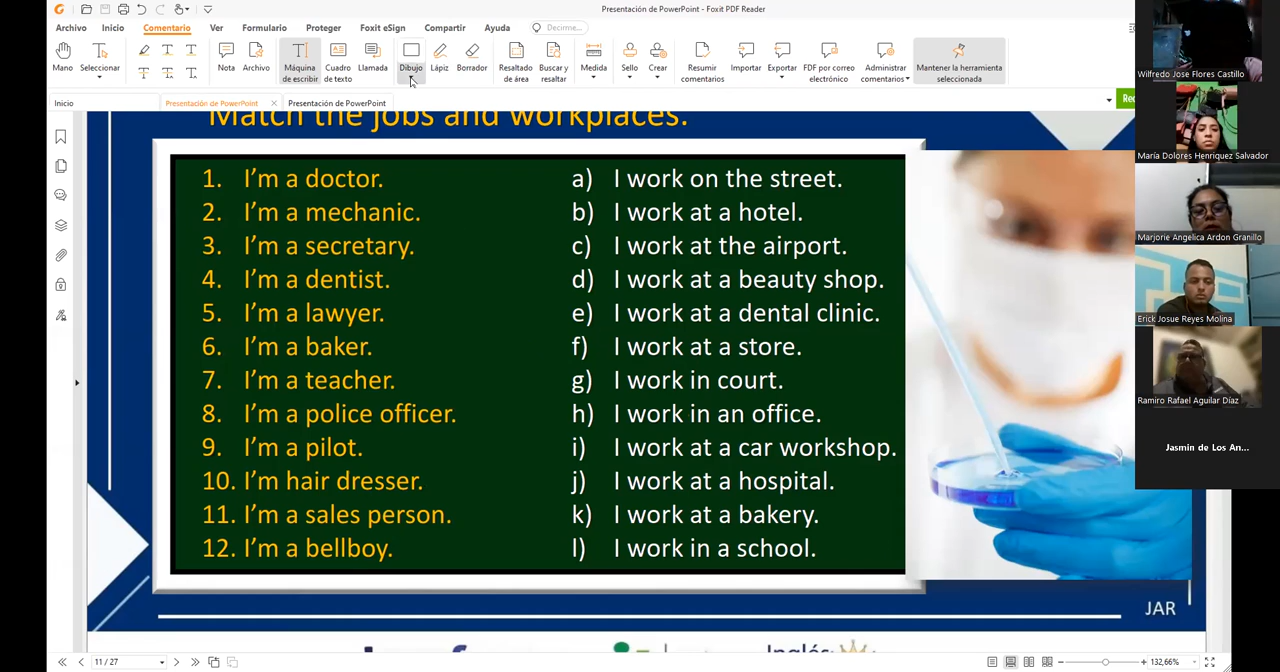 Presentación de PowerPoint - Foxit PDF Reader
Archivo Inicio Comentario Ver Formulario Proteger Foxit eSign Compartir Ayuda Decirme...
Mano Seleccionar Nota Archivo Máquina de escribir Cuadro de texto Llamada Dibujo Lápiz Borrador Resaltado de área Buscar y resaltar Medida Sello Crear Resumir comentarios Importar Exportar PDF por correo electrónico Administrar comentarios Mantener la herramienta seleccionada
Inicio Presentación de PowerPoint Presentación de PowerPoint
Match the jobs and workplaces.
1. I'm a doctor. a) I work on the street.
2. I'm a mechanic. b) I work at a hotel.
3. I'm a secretary. c) I work at the airport.
4. I'm a dentist. d) I work at a beauty shop.
5. I'm a lawyer. e) I work at a dental clinic.
6. I'm a baker. f) I work at a store.
7. I'm a teacher. g) I work in court.
8. I'm a police officer. h) I work in an office.
9. I'm a pilot. i) I work at a car workshop.
10. I'm hair dresser. j) I work at a hospital.
11. I'm a sales person. k) I work at a bakery.
12. I'm a bellboy. l) I work in a school.
JAR
Inglés
11 / 27
132,66%
Wilfredo Jose Flores Castillo
María Dolores Henriquez Salvador
Marjorie Angelica Ardon Granillo
Erick Josue Reyes Molina
Ramiro Rafael Aguilar Díaz
Jasmin de Los An...